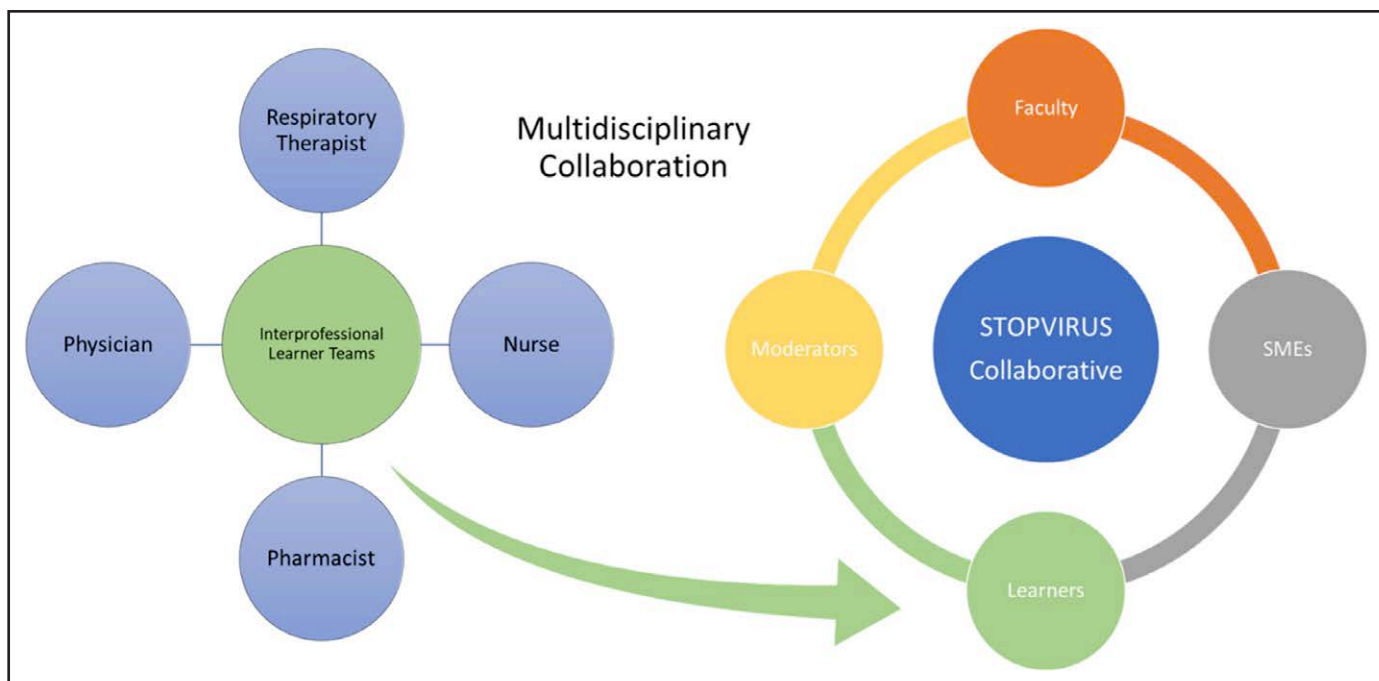 Respiratory
Therapist
Multidisciplinary
Collaboration
Physician
Interprofessional
Learner Teams
Nurse
Pharmacist
Faculty
Moderators
STOPVIRUS
Collaborative
SMEs
Learners